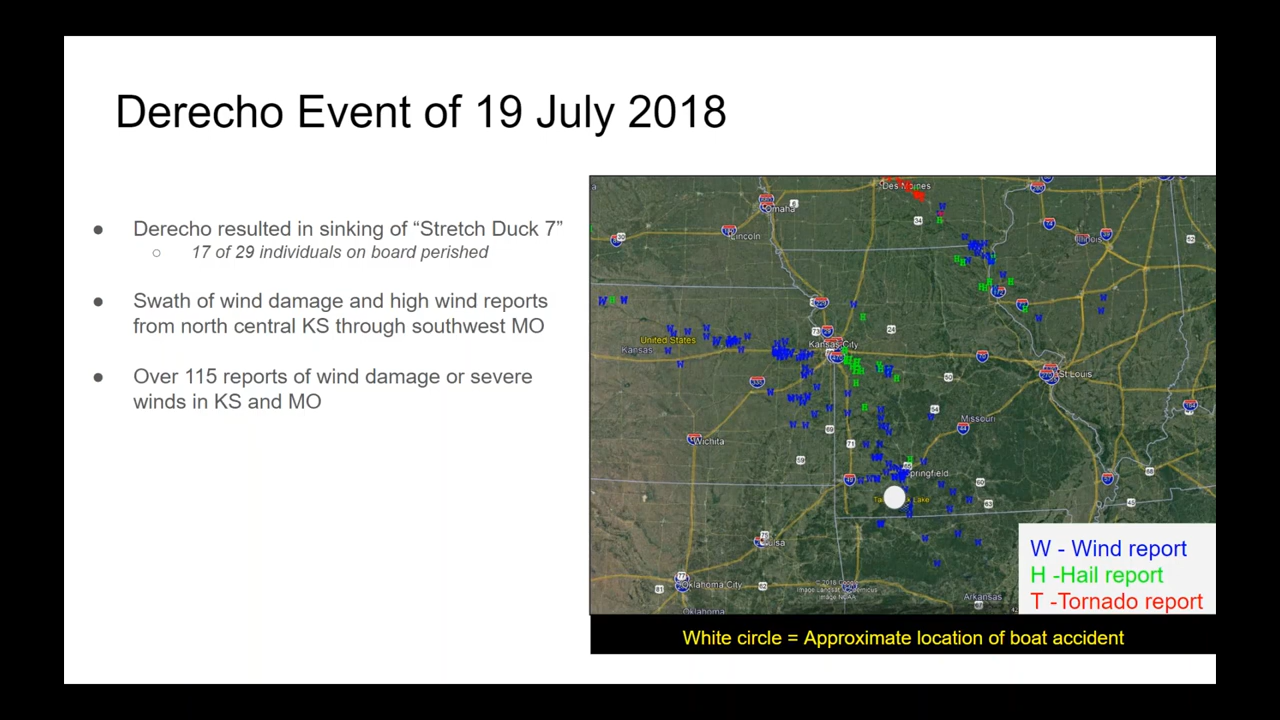 Derecho Event of 19 July 2018
● Derecho resulted in sinking of “Stretch Duck 7”
○ 17 of 29 individuals on board perished
● Swath of wind damage and high wind reports
from north central KS through southwest MO
● Over 115 reports of wind damage or severe
winds in KS and MO
Des Moines
Omaha
Lincoln
Illinois
United States
Kansas
Kansas City
St Louis
Missouri
Wichita
Springfield
Tulsa
Oklahoma City
Arkansas
Oklahoma
W - Wind report
H -Hail report
T -Tornado report
White circle = Approximate location of boat accident